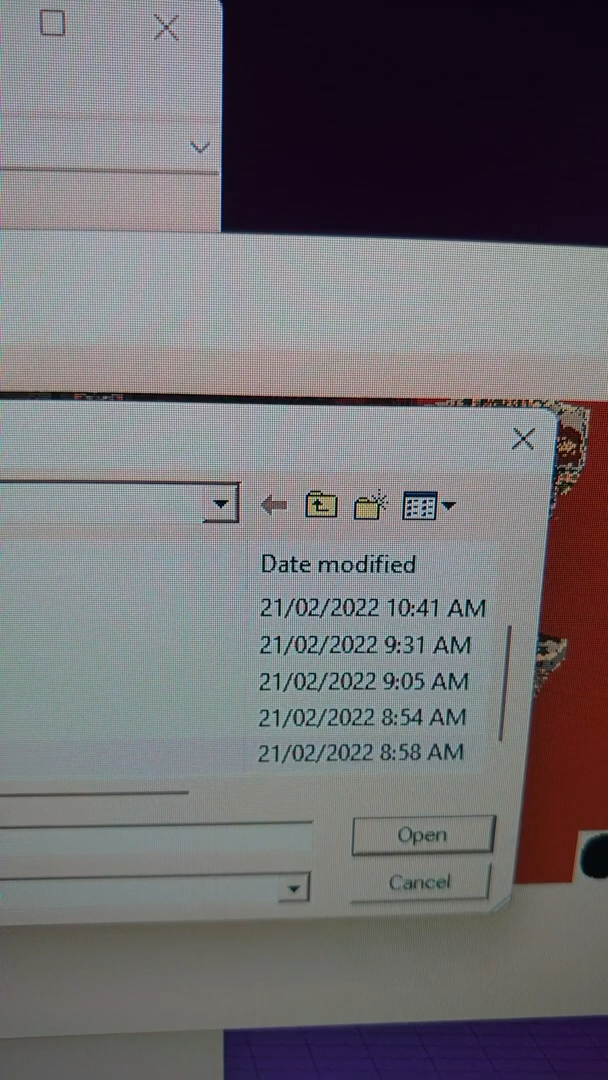 Date modified
21/02/2022 10:41 AM
21/02/2022 9:31 AM
21/02/2022 9:05 AM
21/02/2022 8:54 AM
21/02/2022 8:58 AM
Open
Cancel